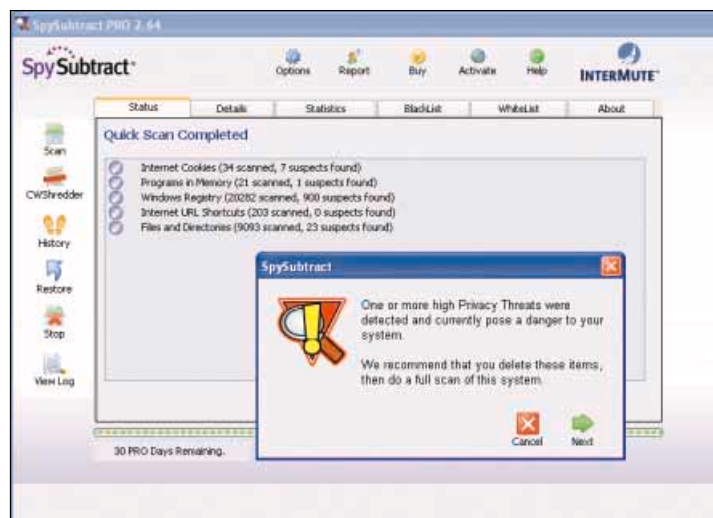 SpySubtract PRO 2.64
SpySubtract
Options
Report
Buy
Activate
Help
INTERMUTE
Status
Details
Statistics
BlackList
WhiteList
About
Scan
CWShredder
History
Restore
Stop
View Log
Quick Scan Completed
Internet Cookies (34 scanned, 7 suspects found)
Programs in Memory (21 scanned, 1 suspects found)
Windows Registry (20282 scanned, 900 suspects found)
Internet URL Shortcuts (203 scanned, 0 suspects found)
Files and Directories (9093 scanned, 23 suspects found)
SpySubtract
One or more high Privacy Threats were
detected and currently pose a danger to your
system.
We recommend that you delete these items,
then do a full scan of this system.
Cancel
Next
30 PRO Days Remaining.